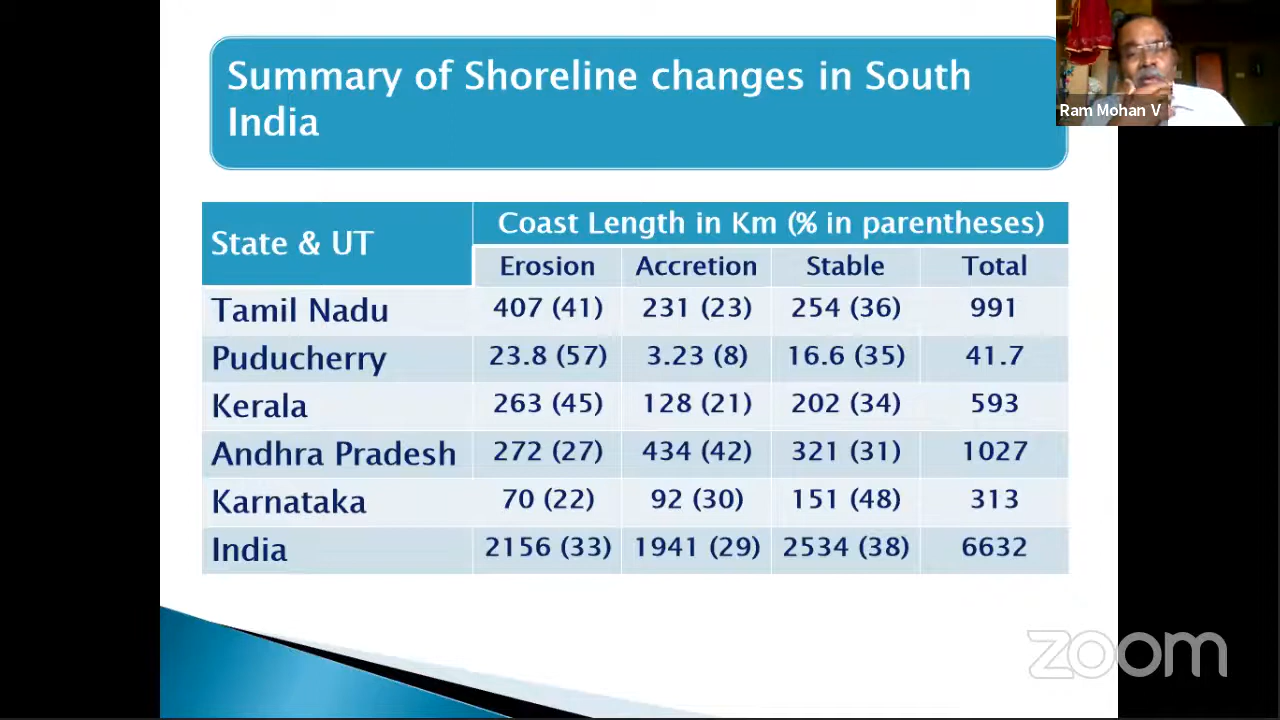 Summary of Shoreline changes in South
India
Ram Mohan V
State & UT
Coast Length in Km (% in parentheses)
Erosion Accretion Stable Total
Tamil Nadu 407 (41) 231 (23) 254 (36) 991
Puducherry 23.8 (57) 3.23 (8) 16.6 (35) 41.7
Kerala 263 (45) 128 (21) 202 (34) 593
Andhra Pradesh 272 (27) 434 (42) 321 (31) 1027
Karnataka 70 (22) 92 (30) 151 (48) 313
India 2156 (33) 1941 (29) 2534 (38) 6632
zoom